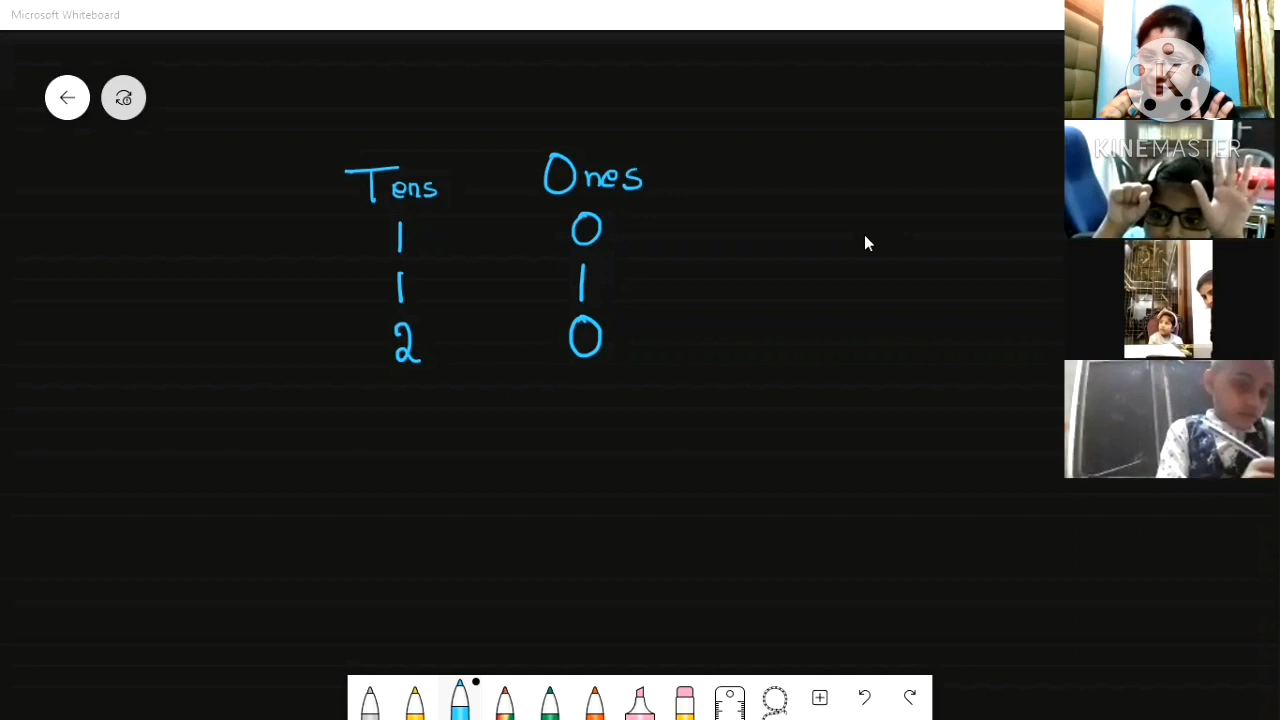 Microsoft Whiteboard
KINEMASTER
Tens Ones
1 0
1 1
2 0